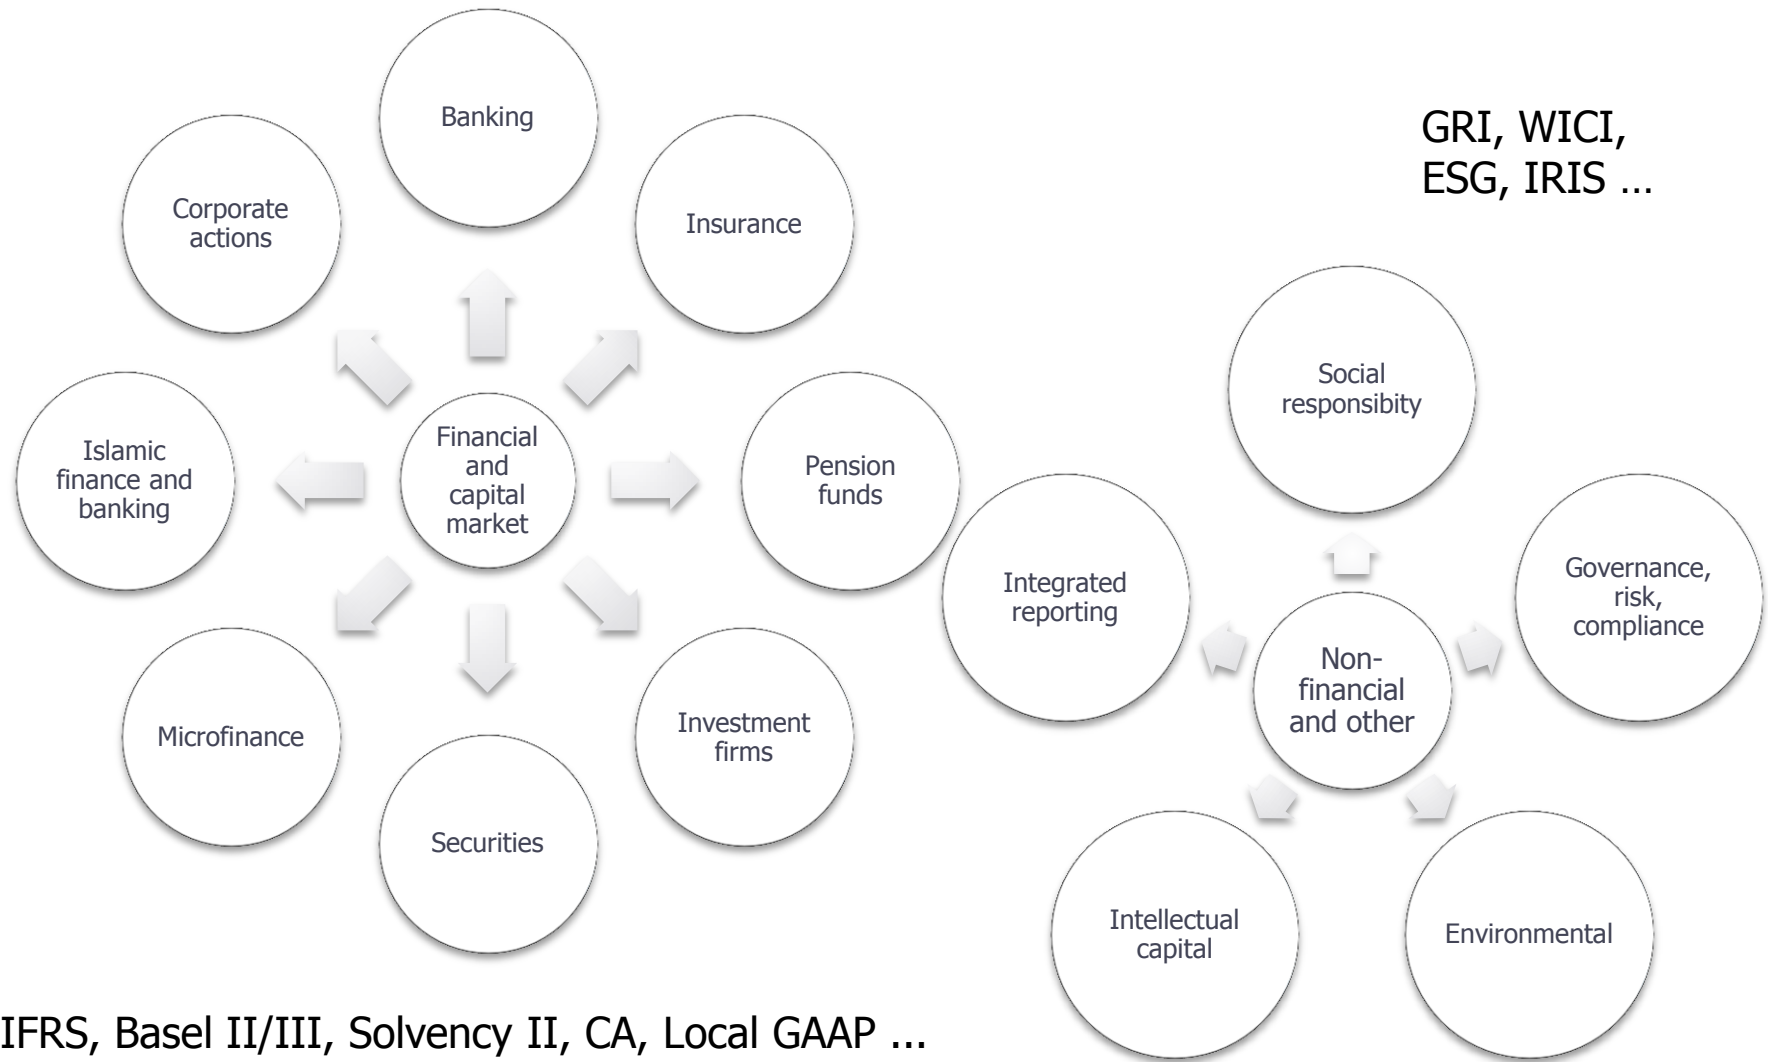 Banking
GRI, WICI,
ESG, IRIS ...
Corporate
actions
Insurance
Social
responsibity
Financial
and
capital
market
Islamic
finance and
banking
Pension
funds
Integrated
reporting
Governance,
risk,
compliance
Non-
financial
and other
Microfinance
Investment
firms
Securities
Intellectual
capital
Environmental
IFRS, Basel II/III, Solvency II, CA, Local GAAP ...